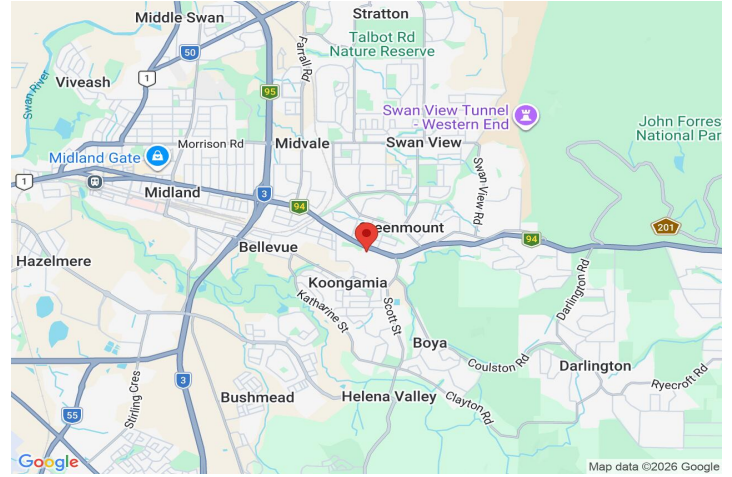 Middle Swan
Stratton
Talbot Rd
Nature Reserve
50
Farrall Rd
1
Viveash
Swan River
95
Swan View Tunnel
- Western End
John Forres
National Par
Morrison Rd
Midvale
Swan View
Midland Gate
Swan View Rd
1
Midland
3
94
eenmount
201
94
Bellevue
Hazelmere
Koongamia
Darlington Rd
Katharine St
Scott St
Boya
Coulston Rd
Darlington
3
Stirling Cres
Ryecroft Rd
Bushmead
Helena Valley
Clayton Rd
55
Google
Map data ©2026 Google